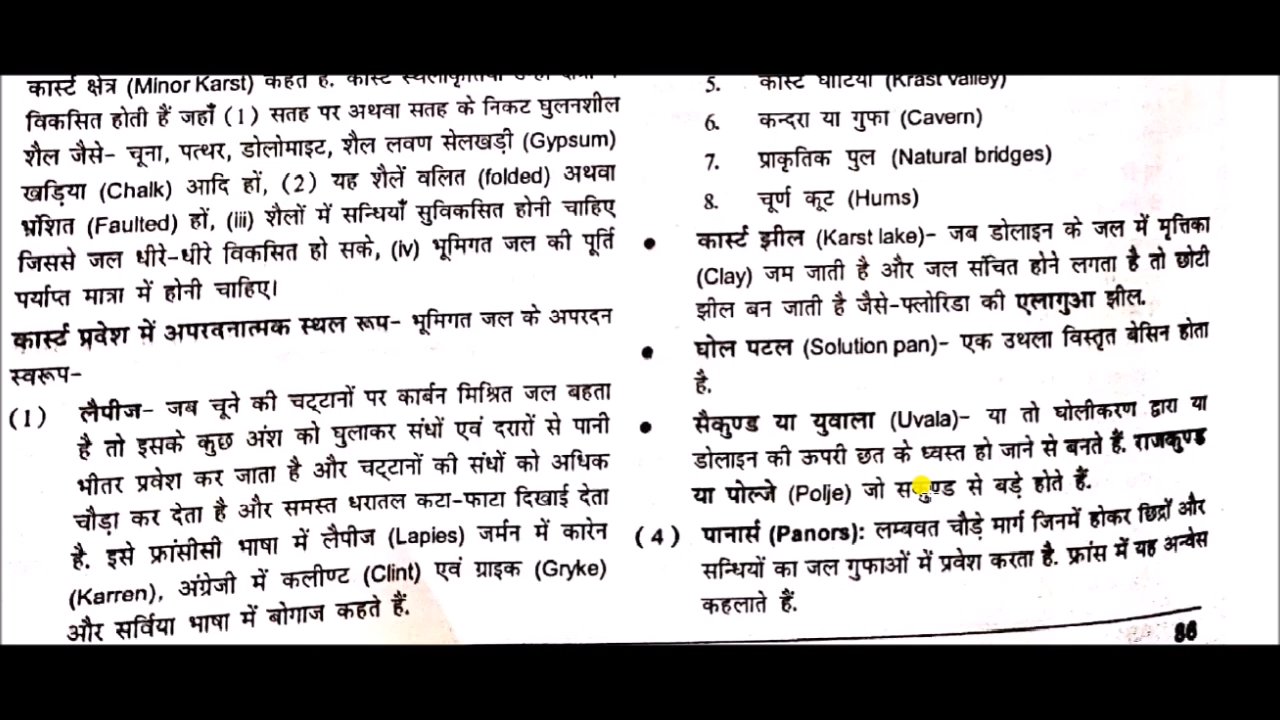 कार्स्ट क्षेत्र (Minor Karst) कहते हैं. कार्स्ट
विकसित होती हैं जहाँ (1) सतह पर अथवा सतह के निकट घुलनशील
शैल जैसे- चूना, पत्थर, डोलोमाइट, शैल लवण सेलखड़ी (Gypsum)
खड़िया (Chalk) आदि हों, (2) यह शैलें वलित (folded) अथवा
भ्रंशित (Faulted) हों, (iii) शैलों में सन्धियाँ सुविकसित होनी चाहिए
जिससे जल धीरे-धीरे विकसित हो सके, (iv) भूमिगत जल की पूर्ति
पर्याप्त मात्रा में होनी चाहिए।
कार्स्ट प्रवेश में अपरवनात्मक स्थल रूप- भूमिगत जल के अपरदन
स्वरूप-
(1) लैपीज- जब चूने की चट्टानों पर कार्बन मिश्रित जल बहता
है तो इसके कुछ अंश को घुलाकर संधों एवं दरारों से पानी
भीतर प्रवेश कर जाता है और चट्टानों की संधों को अधिक
चौड़ा कर देता है और समस्त धरातल कटा-फाटा दिखाई देता
है. इसे फ्रांसीसी भाषा में लैपीज (Lapies) जर्मन में कारेन
(Karren), अंग्रेजी में कलीण्ट (Clint) एवं ग्राइक (Gryke)
और सर्विया भाषा में बोगाज कहते हैं.
5. कार्स्ट घाटियाँ (Krast valley)
6. कन्दरा या गुफा (Cavern)
7. प्राकृतिक पुल (Natural bridges)
8. चूर्ण कूट (Hums)
● कार्स्ट झील (Karst lake)- जब डोलाइन के जल में मृत्तिका
(Clay) जम जाती है और जल संचित होने लगता है तो छोटी
झील बन जाती है जैसे-फ्लोरिडा की एलागुआ झील.
● घोल पटल (Solution pan)- एक उथला विस्तृत बेसिन होता
है.
● सैकुण्ड या युवाला (Uvala)- या तो घोलीकरण द्वारा या
डोलाइन की ऊपरी छत के ध्वस्त हो जाने से बनते हैं. राजकुण्ड
या पोल्जे (Polje) जो सकुण्ड से बड़े होते हैं.
(4) पानार्स (Panors): लम्बवत चौड़े मार्ग जिनमें होकर छिद्रों और
सन्धियों का जल गुफाओं में प्रवेश करता है. फ्रांस में यह अन्वेस
कहलाते हैं.
86